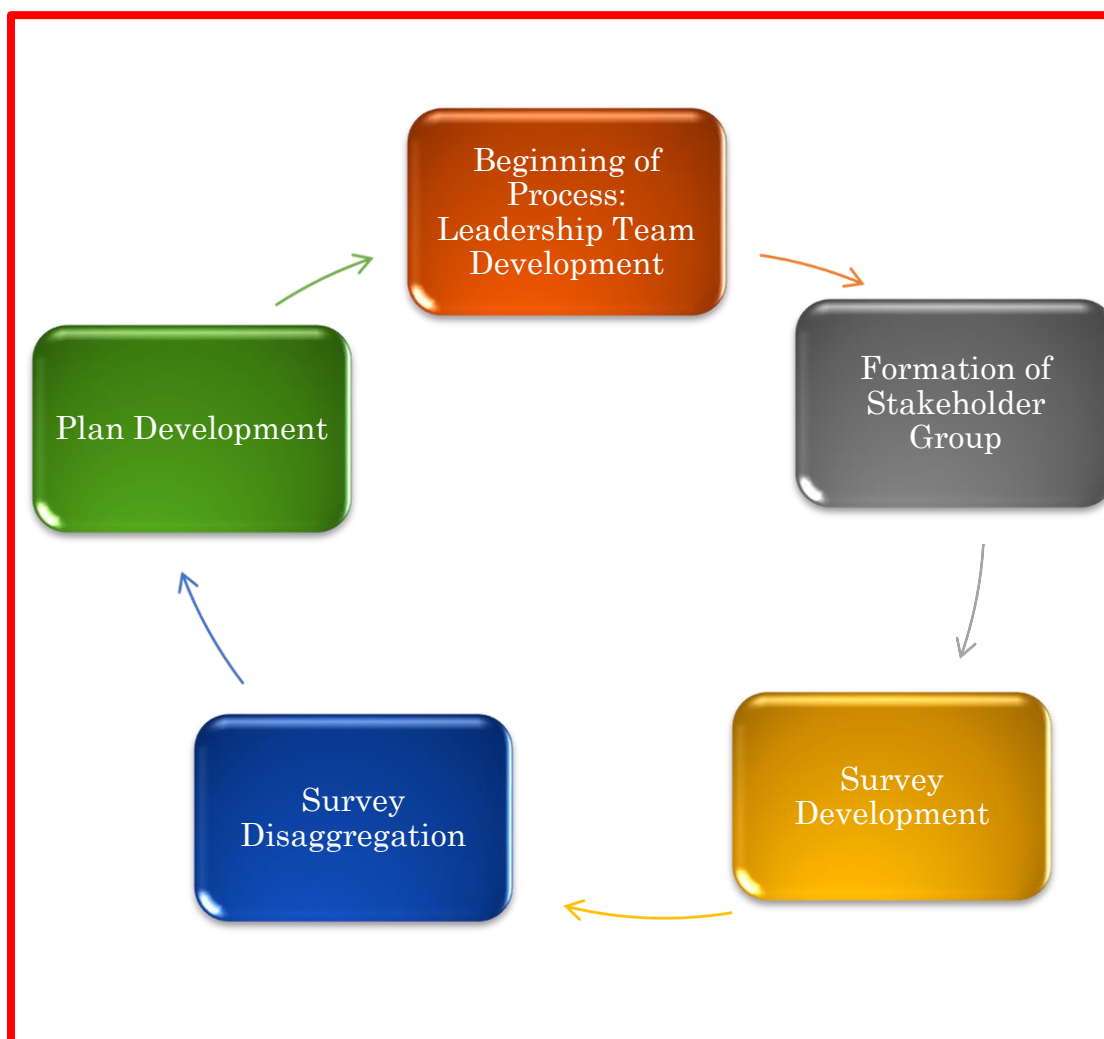 Beginning of
Process:
Leadership Team
Development
Formation of
Stakeholder
Group
Survey
Development
Survey
Disaggregation
Plan Development